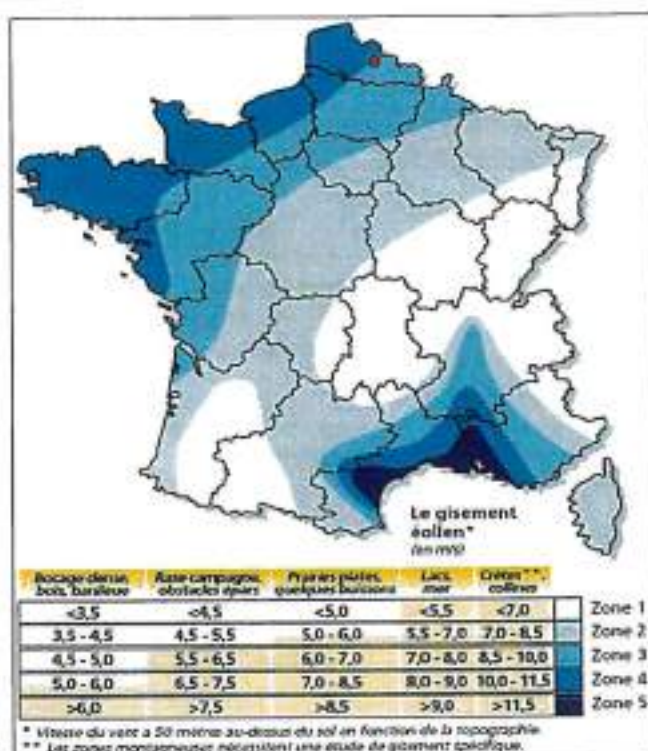 Le gisement
éolien*
(en m/s)
Bocage dense, bois, banlieue Rase campagne, obstacles épars Prairies plates, quelques buissons Lacs, mer Crêtes**, collines
<3,5 <4,5 <5,0 <5,5 <7,0 Zone 1
3,5 - 4,5 4,5 - 5,5 5,0 - 6,0 5,5 - 7,0 7,0 - 8,5 Zone 2
4,5 - 5,0 5,5 - 6,5 6,0 - 7,0 7,0 - 8,0 8,5 - 10,0 Zone 3
5,0 - 6,0 6,5 - 7,5 7,0 - 8,5 8,0 - 9,0 10,0 - 11,5 Zone 4
>6,0 >7,5 >8,5 >9,0 >11,5 Zone 5
* Vitesse du vent à 50 mètres au-dessus du sol en fonction de la topographie.
** Les zones montagneuses nécessitent une étude de gisement spécifique.